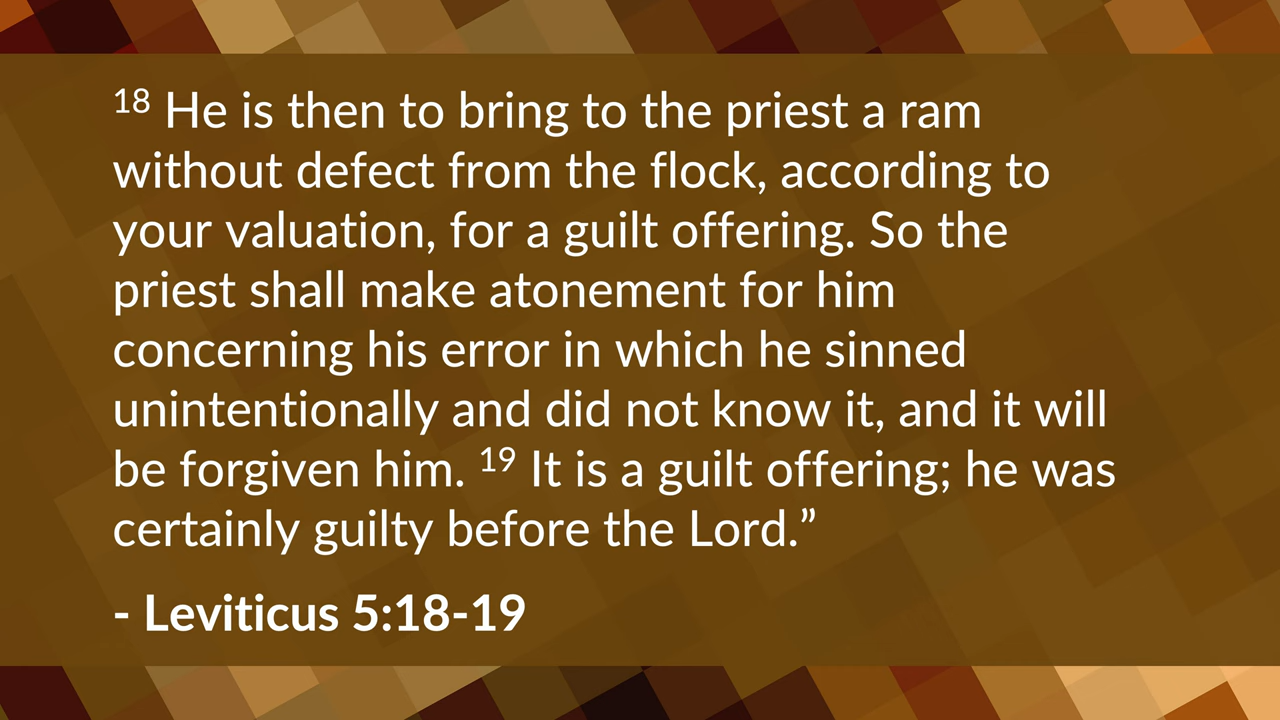 18 He is then to bring to the priest a ram
without defect from the flock, according to
your valuation, for a guilt offering. So the
priest shall make atonement for him
concerning his error in which he sinned
unintentionally and did not know it, and it will
be forgiven him. 19 It is a guilt offering; he was
certainly guilty before the Lord.”
- Leviticus 5:18-19